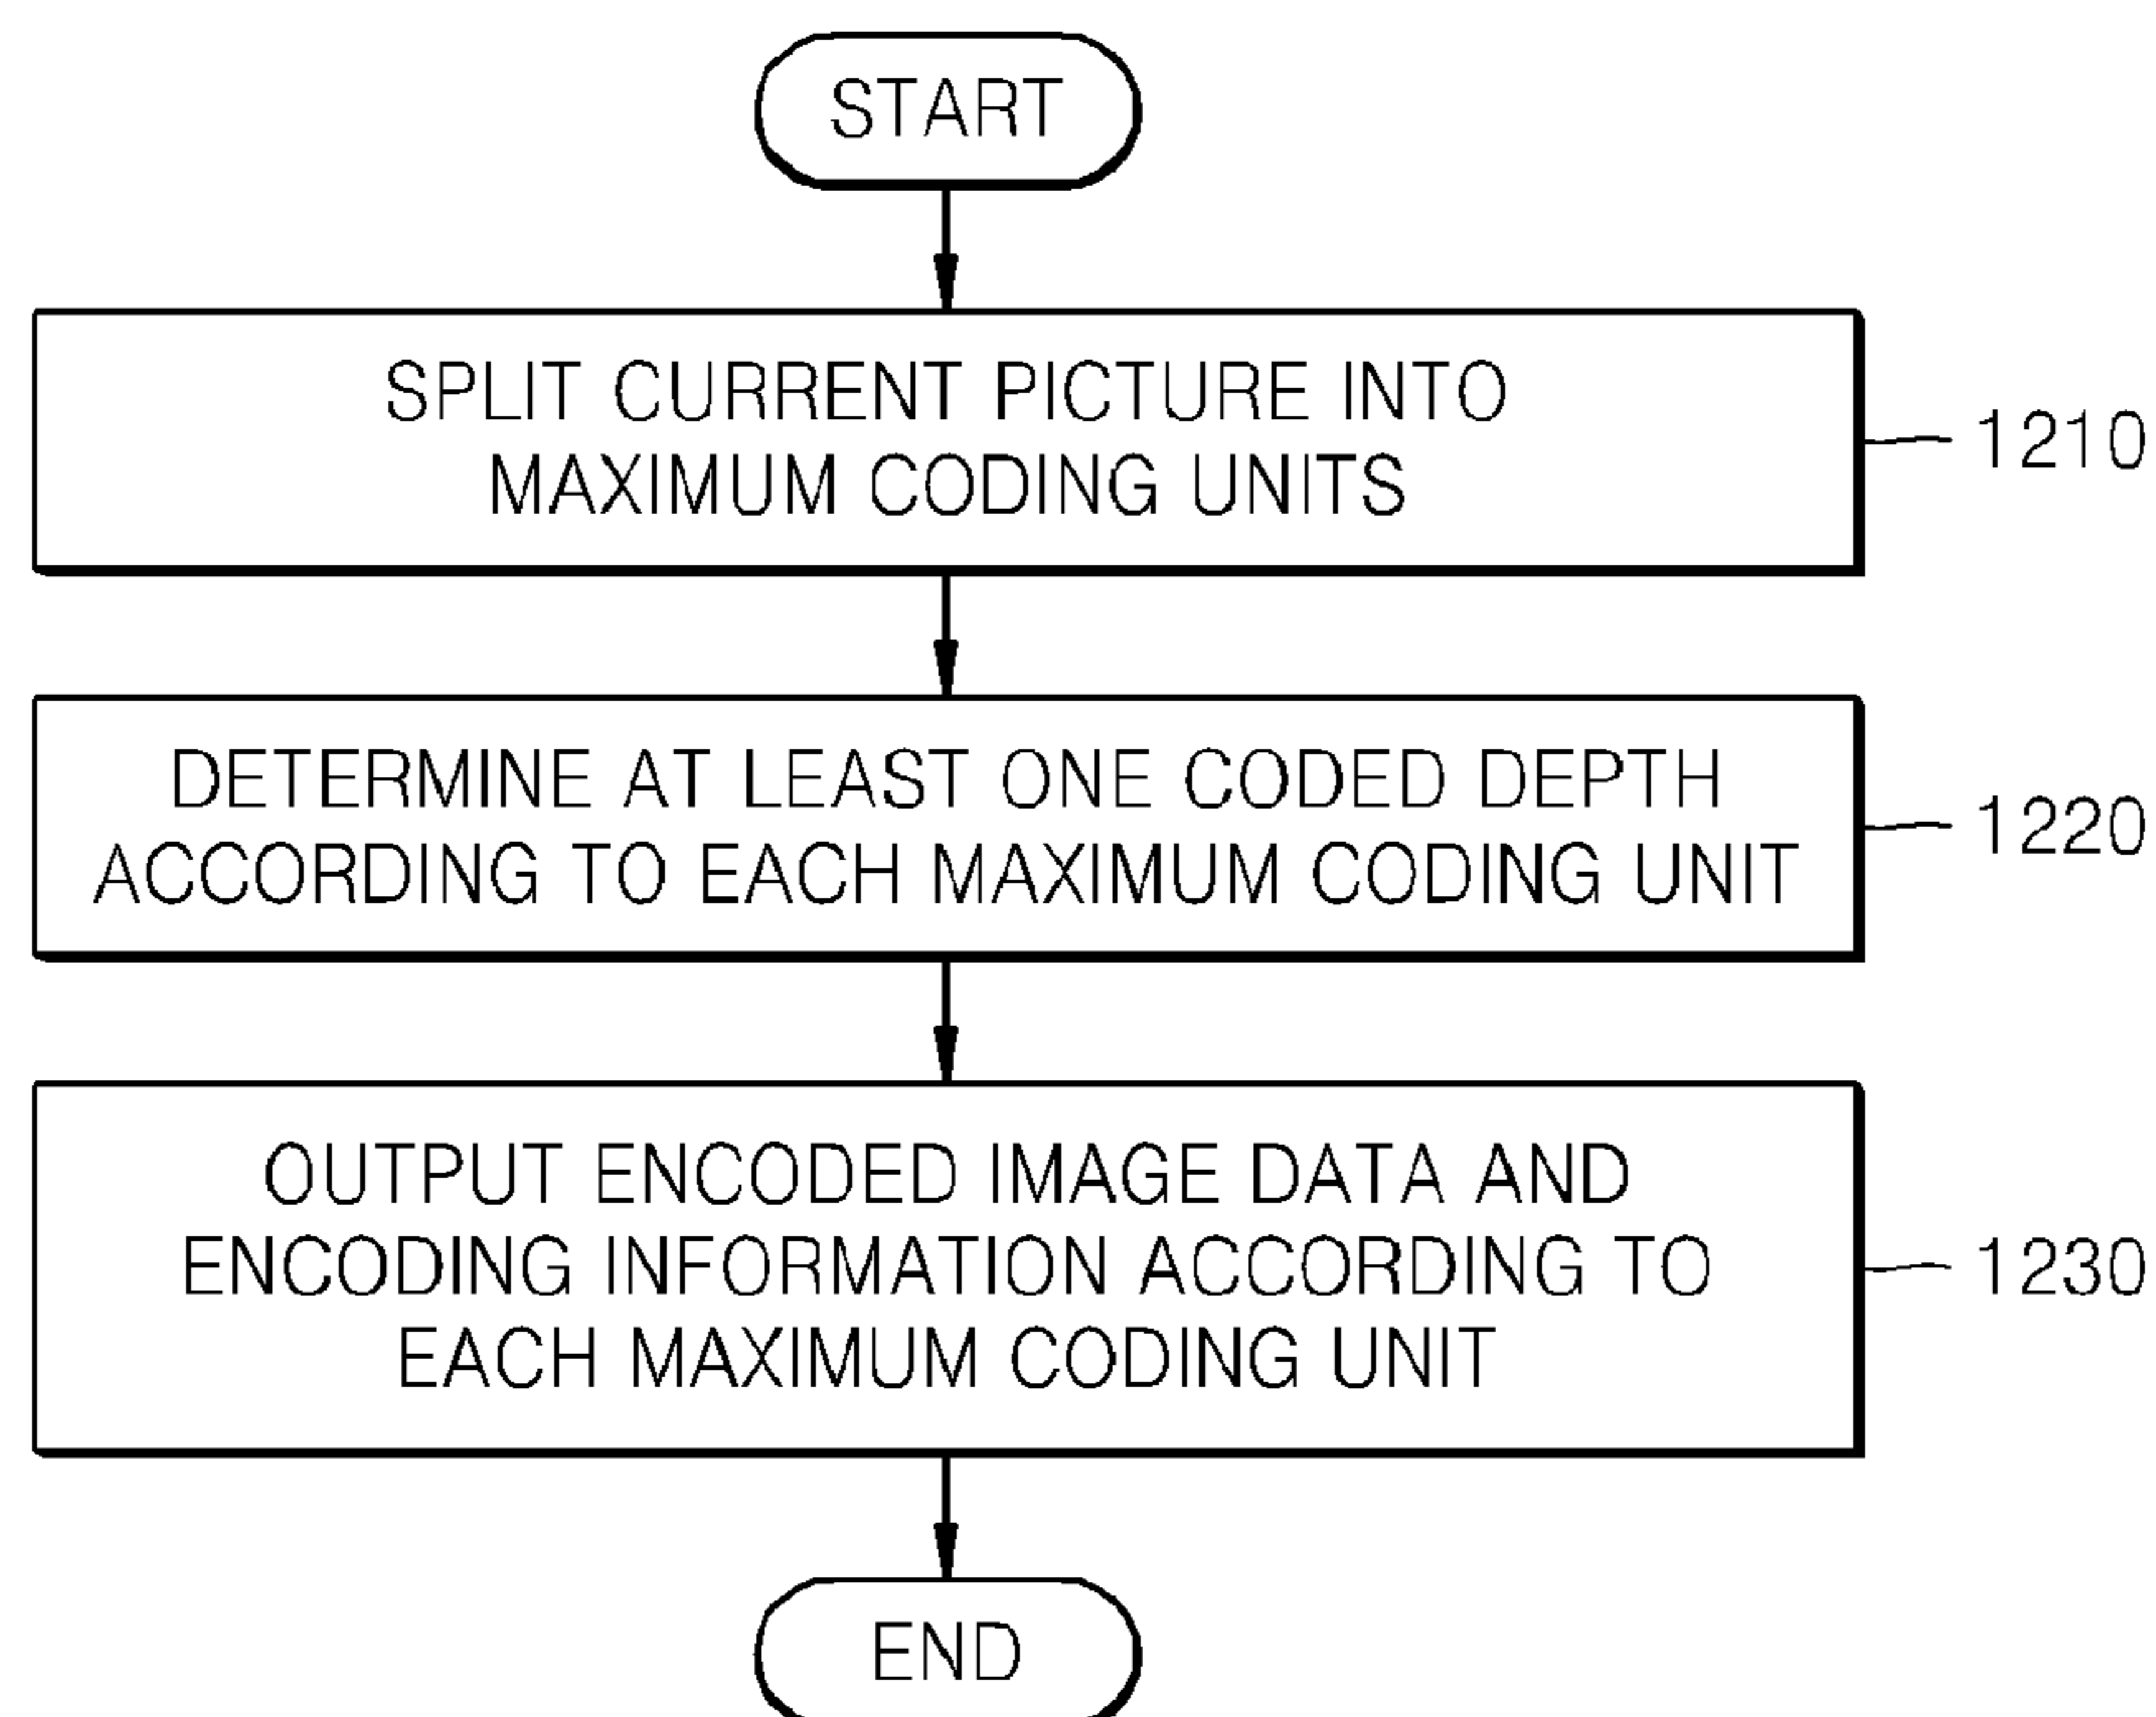 START
SPLIT CURRENT PICTURE INTO
MAXIMUM CODING UNITS
1210
DETERMINE AT LEAST ONE CODED DEPTH
ACCORDING TO EACH MAXIMUM CODING UNIT
1220
OUTPUT ENCODED IMAGE DATA AND
ENCODING INFORMATION ACCORDING TO
EACH MAXIMUM CODING UNIT
1230
END